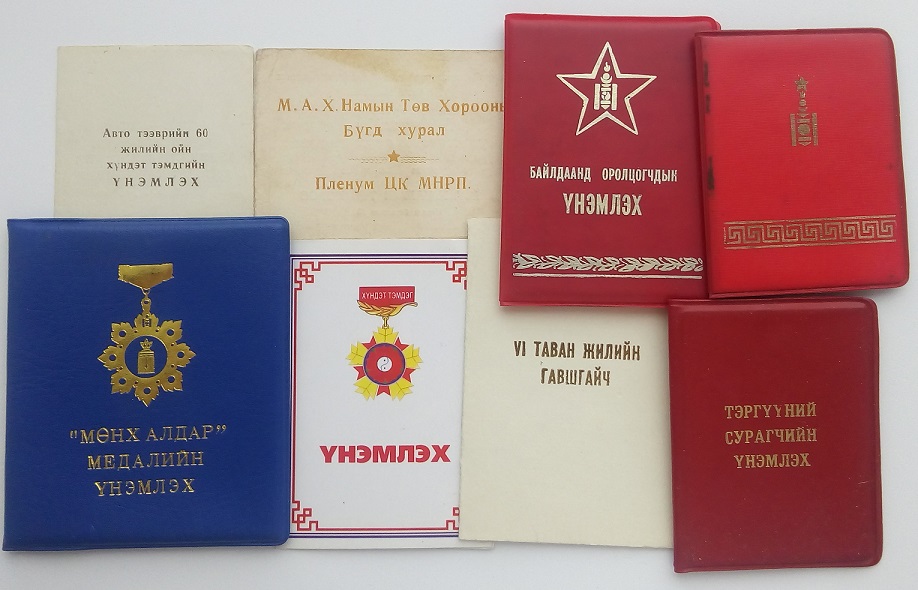 Авто тээврийн 60
жилийн ойн
хүндэт тэмдгийн
ҮНЭМЛЭХ
М.А.Х.Намын Төв Хорооны
Бүгд хурал
Пленум ЦК МНРП.
БАЙЛДААНД ОРОЛЦОГЧДЫН
ҮНЭМЛЭХ
"МӨНХ АЛДАР"
МЕДАЛИЙН
ҮНЭМЛЭХ
ХҮНДЭТ ТЭМДЭГ
ҮНЭМЛЭХ
VI ТАВАН ЖИЛИЙН
ГАВШГАЙЧ
ТЭРГҮҮНИЙ
СУРАГЧИЙН
ҮНЭМЛЭХ